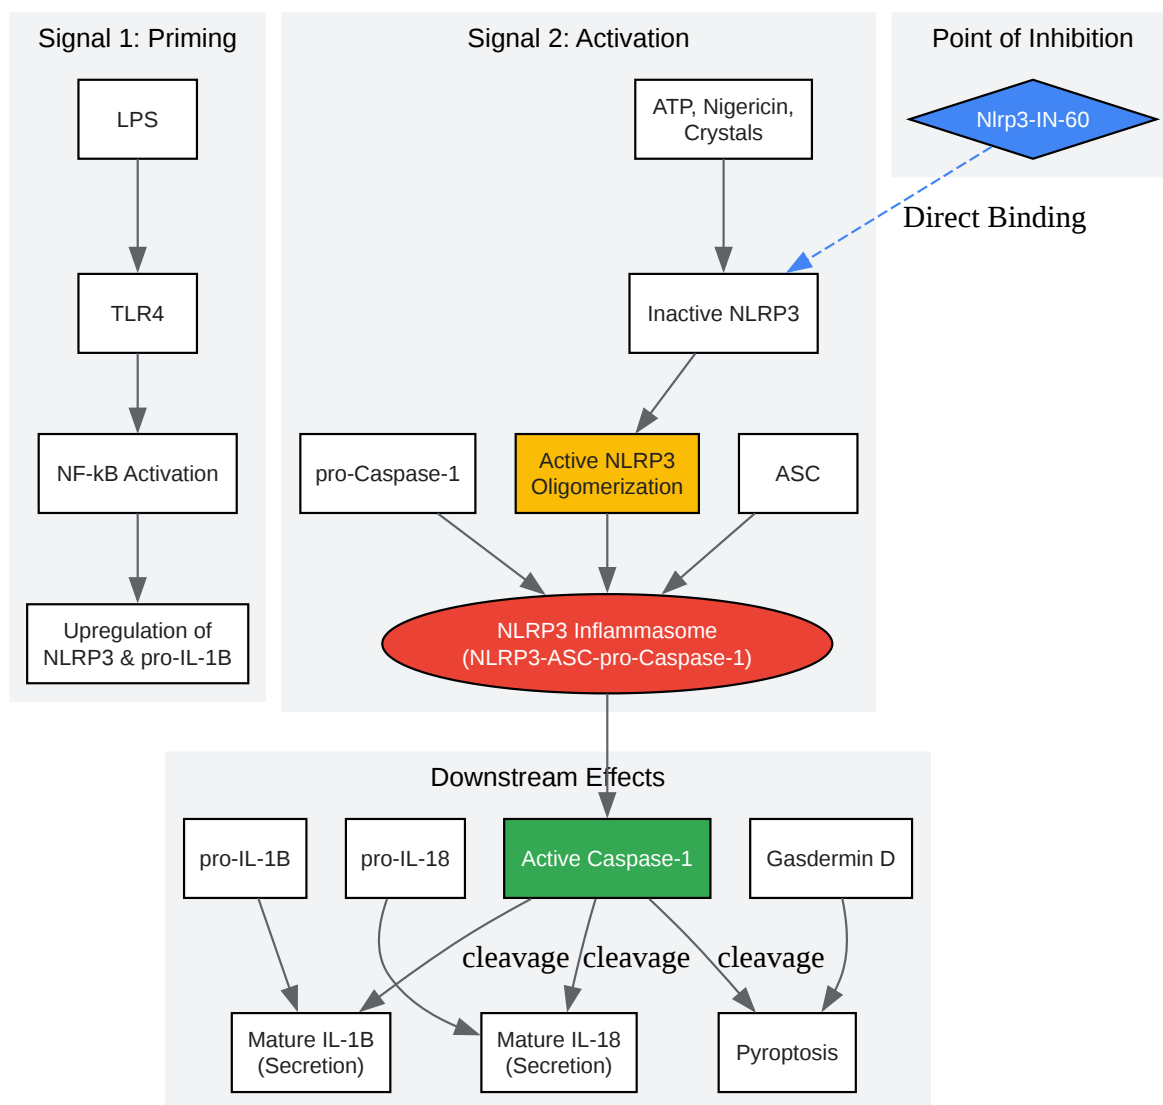 Signal 1: Priming
LPS
TLR4
NF-kB Activation
Upregulation of
NLRP3 & pro-IL-1B
Signal 2: Activation
ATP, Nigericin,
Crystals
Inactive NLRP3
pro-Caspase-1
Active NLRP3
Oligomerization
ASC
NLRP3 Inflammasome
(NLRP3-ASC-pro-Caspase-1)
Point of Inhibition
Nlrp3-IN-60
Direct Binding
Downstream Effects
pro-IL-1B
pro-IL-18
Active Caspase-1
Gasdermin D
cleavage
cleavage
cleavage
Mature IL-1B
(Secretion)
Mature IL-18
(Secretion)
Pyroptosis